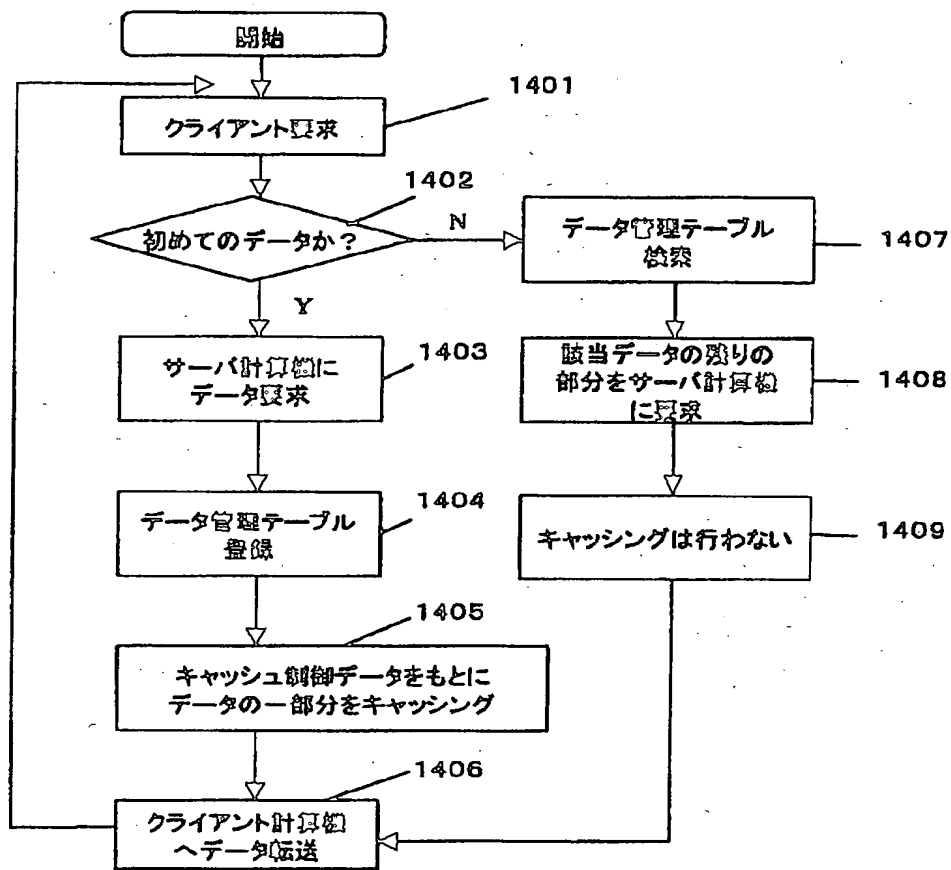 開始
1401
クライアント要求
1402
初めてのデータか?
N
Y
データ管理テーブル
検索
1407
サーバ計算機に
データ要求
1403
該当データの残りの
部分をサーバ計算機
に要求
1408
データ管理テーブル
登録
1404
キャッシングは行わない
1409
1405
キャッシュ制御データをもとに
データの一部分をキャッシング
1406
クライアント計算機
へデータ転送